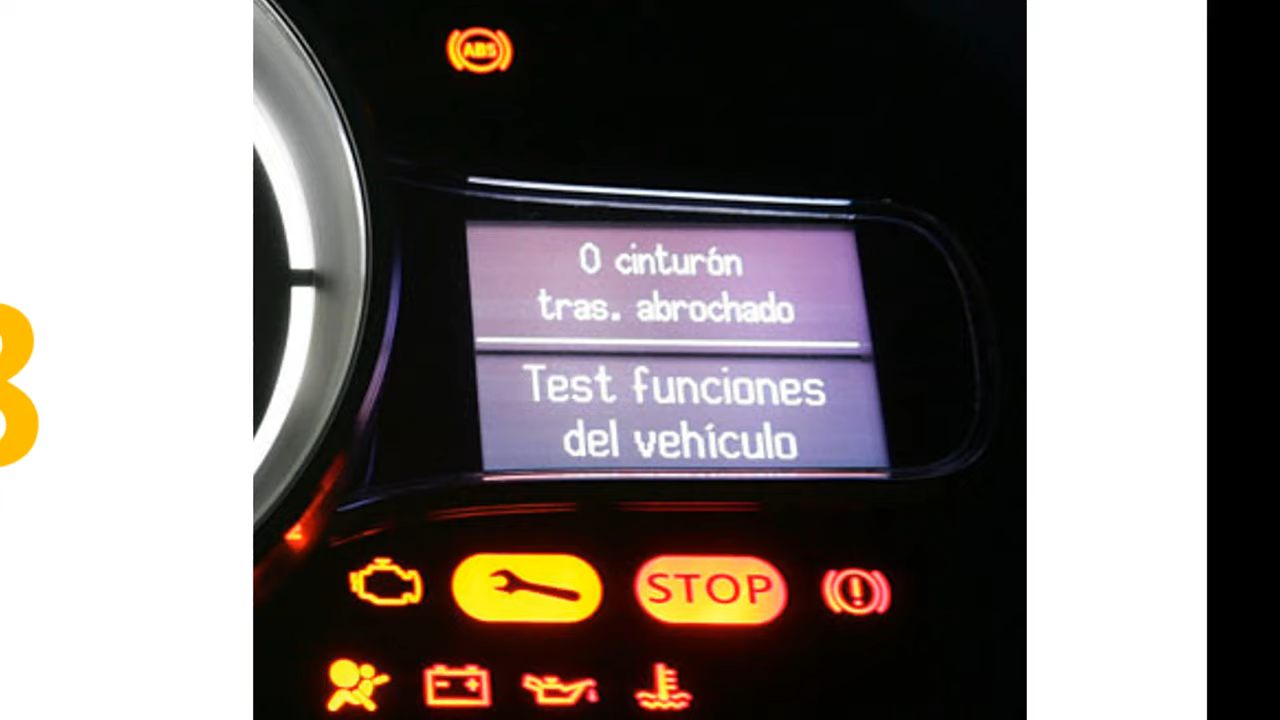 ABS
0 cinturón
tras. abrochado
Test funciones
del vehículo
STOP